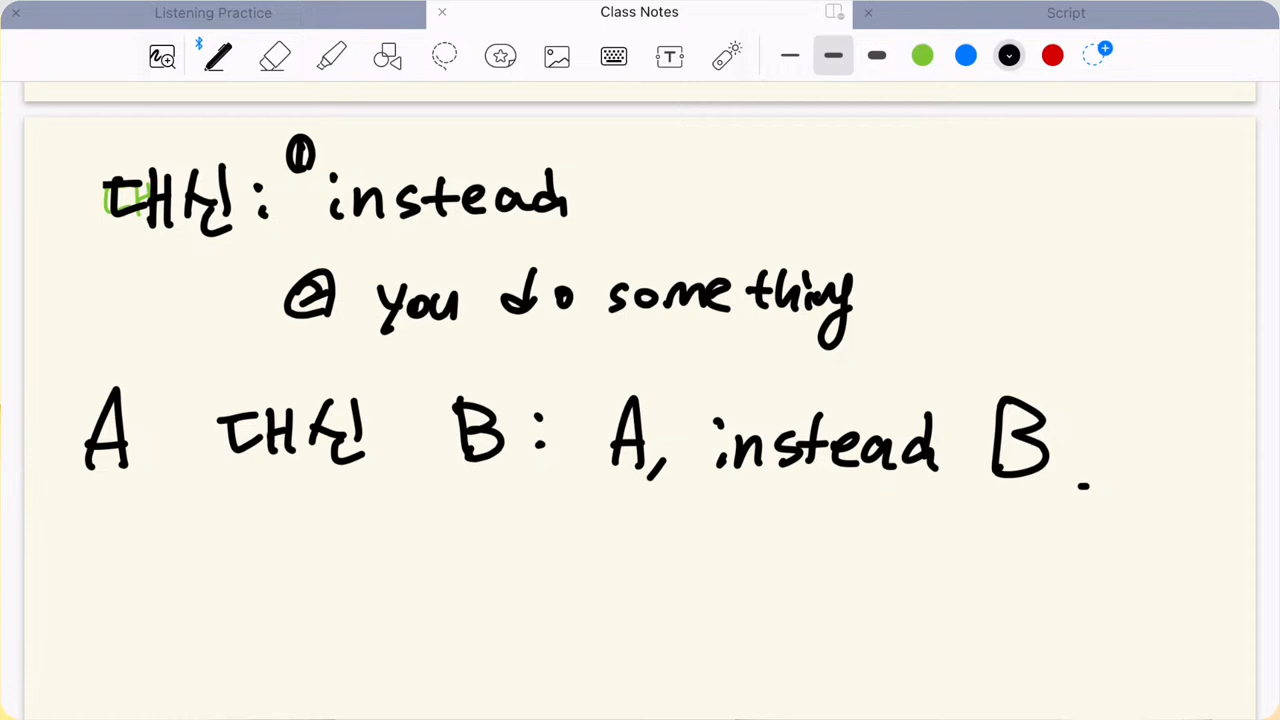 Listening Practice Class Notes Script
대신: ① instead
② you do something
A 대신 B: A, instead B.